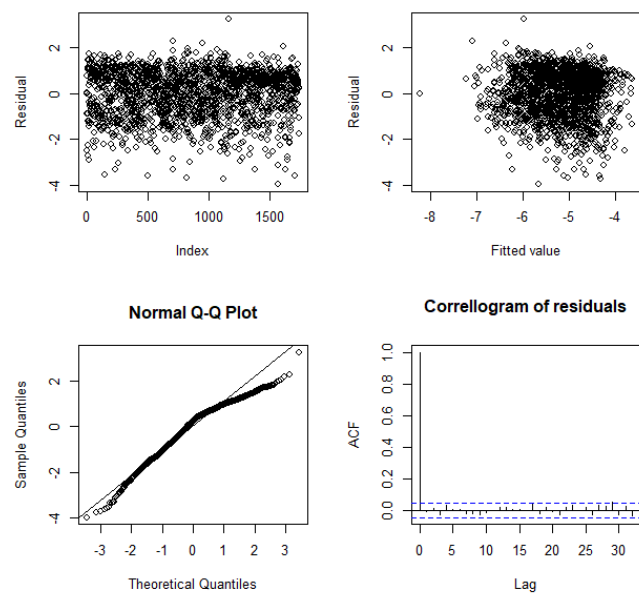 Residual
2
0
-2
-4
0 500 1000 1500
Index
Residual
2
0
-2
-4
-8 -7 -6 -5 -4
Fitted value
Normal Q-Q Plot
Sample Quantiles
2
0
-2
-4
-3 -2 -1 0 1 2 3
Theoretical Quantiles
Correllogram of residuals
ACF
1.0
0.8
0.6
0.4
0.2
0.0
0 5 10 15 20 25 30
Lag